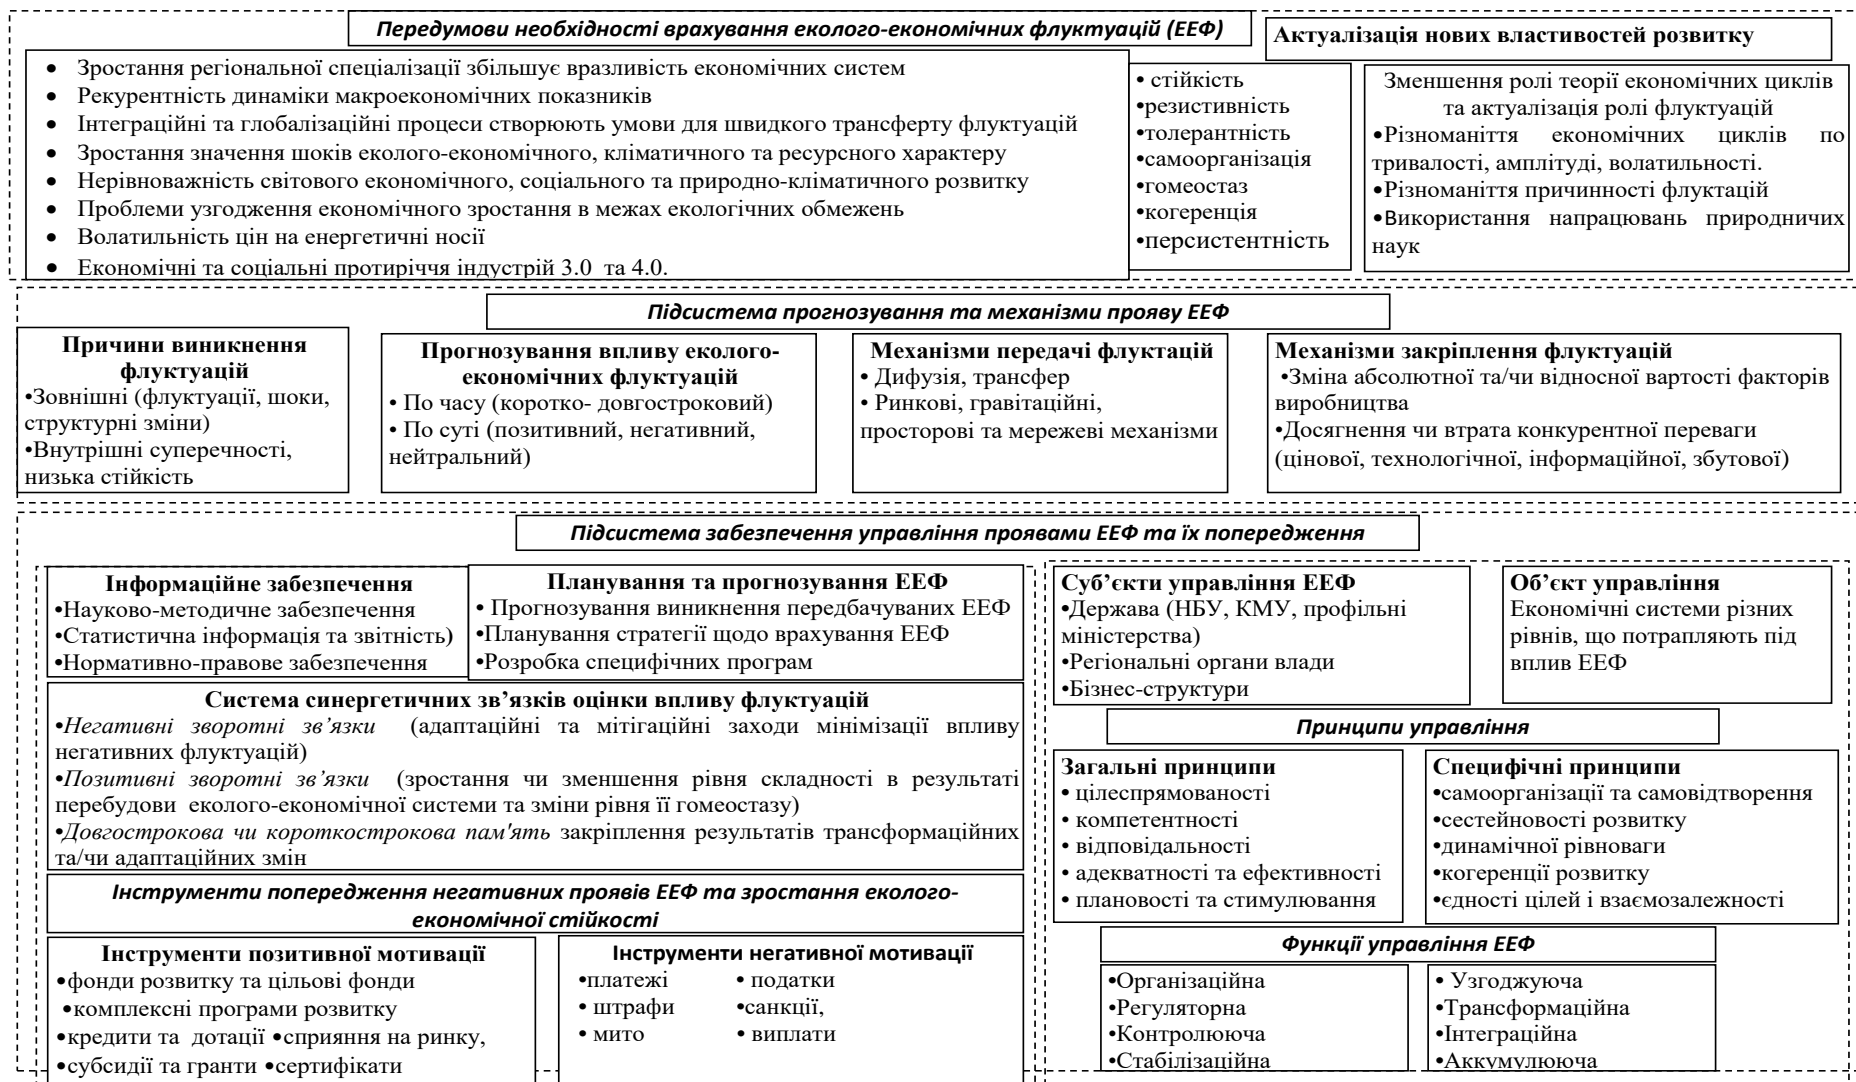 Передумови необхідності врахування еколого-економічних флуктуацій (ЕЕФ)
• Зростання регіональної спеціалізації збільшує вразливість економічних систем
• Рекурентність динаміки макроекономічних показників
• Інтеграційні та глобалізаційні процеси створюють умови для швидкого трансферту флуктуацій
• Зростання значення шоків еколого-економічного, кліматичного та ресурсного характеру
• Нерівноважність світового економічного, соціального та природно-кліматичного розвитку
• Проблеми узгодження економічного зростання в межах екологічних обмежень
• Волатильність цін на енергетичні носії
• Економічні та соціальні протиріччя індустрій 3.0 та 4.0.
Актуалізація нових властивостей розвитку
• стійкість
•резистивність
•толерантність
•самоорганізація
•гомеостаз
•когеренція
•персистентність
Зменшення ролі теорії економічних циклів
та актуалізація ролі флуктуацій
•Різноманіття економічних циклів по
тривалості, амплітуді, волатильності.
•Різноманіття причинності флуктацій
•Використання напрацювань природничих
наук
Підсистема прогнозування та механізми прояву ЕЕФ
Причини виникнення
флуктуацій
•Зовнішні (флуктуації, шоки,
структурні зміни)
•Внутрішні суперечності,
низька стійкість
Прогнозування впливу еколого-
економічних флуктуацій
• По часу (коротко- довгостроковий)
• По суті (позитивний, негативний,
нейтральний)
Механізми передачі флуктацій
• Дифузія, трансфер
• Ринкові, гравітаційні,
просторові та мережеві механізми
Механізми закріплення флуктуацій
•Зміна абсолютної та/чи відносної вартості факторів
виробництва
•Досягнення чи втрата конкурентної переваги
(цінової, технологічної, інформаційної, збутової)
Підсистема забезпечення управління проявами ЕЕФ та їх попередження
Інформаційне забезпечення
•Науково-методичне забезпечення
•Статистична інформація та звітність)
•Нормативно-правове забезпечення
Планування та прогнозування ЕЕФ
• Прогнозування виникнення передбачуваних ЕЕФ
•Планування стратегії щодо врахування ЕЕФ
•Розробка специфічних програм
Система синергетичних зв’язків оцінки впливу флуктуацій
•Негативні зворотні зв’язки (адаптаційні та мітігаційні заходи мінімізації впливу
негативних флуктуацій)
•Позитивні зворотні зв’язки (зростання чи зменшення рівня складності в результаті
перебудови еколого-економічної системи та зміни рівня її гомеостазу)
•Довгострокова чи короткострокова пам'ять закріплення результатів трансформаційних
та/чи адаптаційних змін
Інструменти попередження негативних проявів ЕЕФ та зростання еколого-
економічної стійкості
Інструменти позитивної мотивації
•фонди розвитку та цільові фонди
•комплексні програми розвитку
•кредити та дотації •сприяння на ринку,
•субсидії та гранти •сертифікати
Інструменти негативної мотивації
•платежі • податки
• штрафи •санкції,
• мито • виплати
Суб’єкти управління ЕЕФ
•Держава (НБУ, КМУ, профільні
міністерства)
•Регіональні органи влади
•Бізнес-структури
Об’єкт управління
Економічні системи різних
рівнів, що потрапляють під
вплив ЕЕФ
Принципи управління
Загальні принципи
• цілеспрямованості
• компетентності
• відповідальності
• адекватності та ефективності
• плановості та стимулювання
Специфічні принципи
•самоорганізації та самовідтворення
•сестейновості розвитку
•динамічної рівноваги
•когеренції розвитку
•єдності цілей і взаємозалежності
Функції управління ЕЕФ
•Організаційна
•Регуляторна
•Контролююча
•Стабілізаційна
• Узгоджуюча
•Трансформаційна
•Інтеграційна
•Аккумулююча